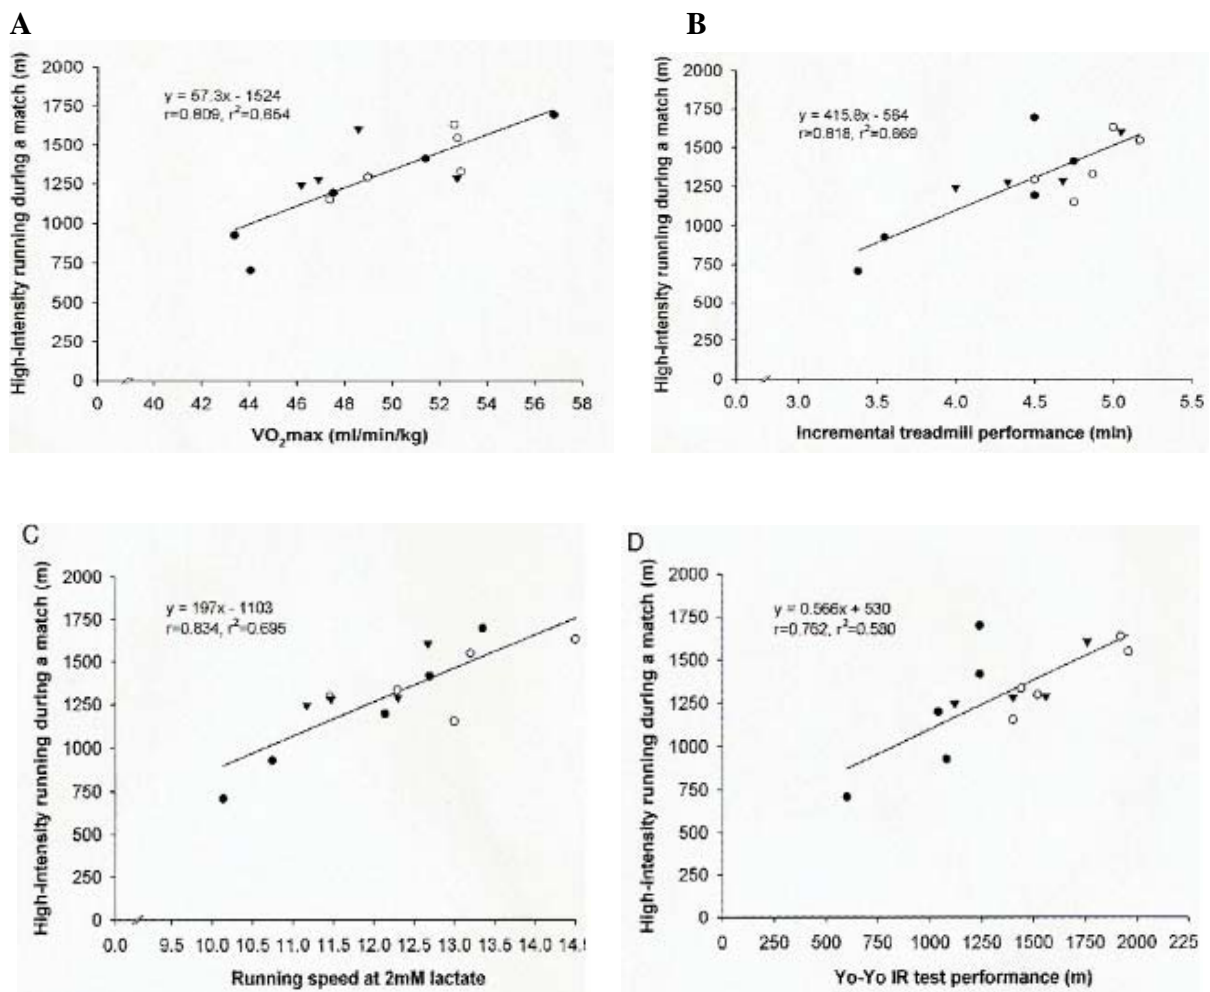 A
High-intensity running during a match (m)
2000
1750
1500
1250
1000
750
500
250
0
y = 57.3x - 1524
r=0.809, r²=0.654
0 40 42 44 46 48 50 52 54 56 58
VO₂max (ml/min/kg)
B
High-intensity running during a match (m)
2000
1750
1500
1250
1000
750
500
250
0
y = 415.8x - 564
r=0.818, r²=0.669
0.0 3.0 3.5 4.0 4.5 5.0 5.5
Incremental treadmill performance (min)
C
High-intensity running during a match (m)
2000
1750
1500
1250
1000
750
500
250
0
y = 197x - 1103
r=0.834, r²=0.695
0.0 9.5 10.0 10.5 11.0 11.5 12.0 12.5 13.0 13.5 14.0 14.5
Running speed at 2mM lactate
D
High-intensity running during a match (m)
2000
1750
1500
1250
1000
750
500
250
0
y = 0.566x + 530
r=0.762, r²=0.580
0 250 500 750 1000 1250 1500 1750 2000 225
Yo-Yo IR test performance (m)